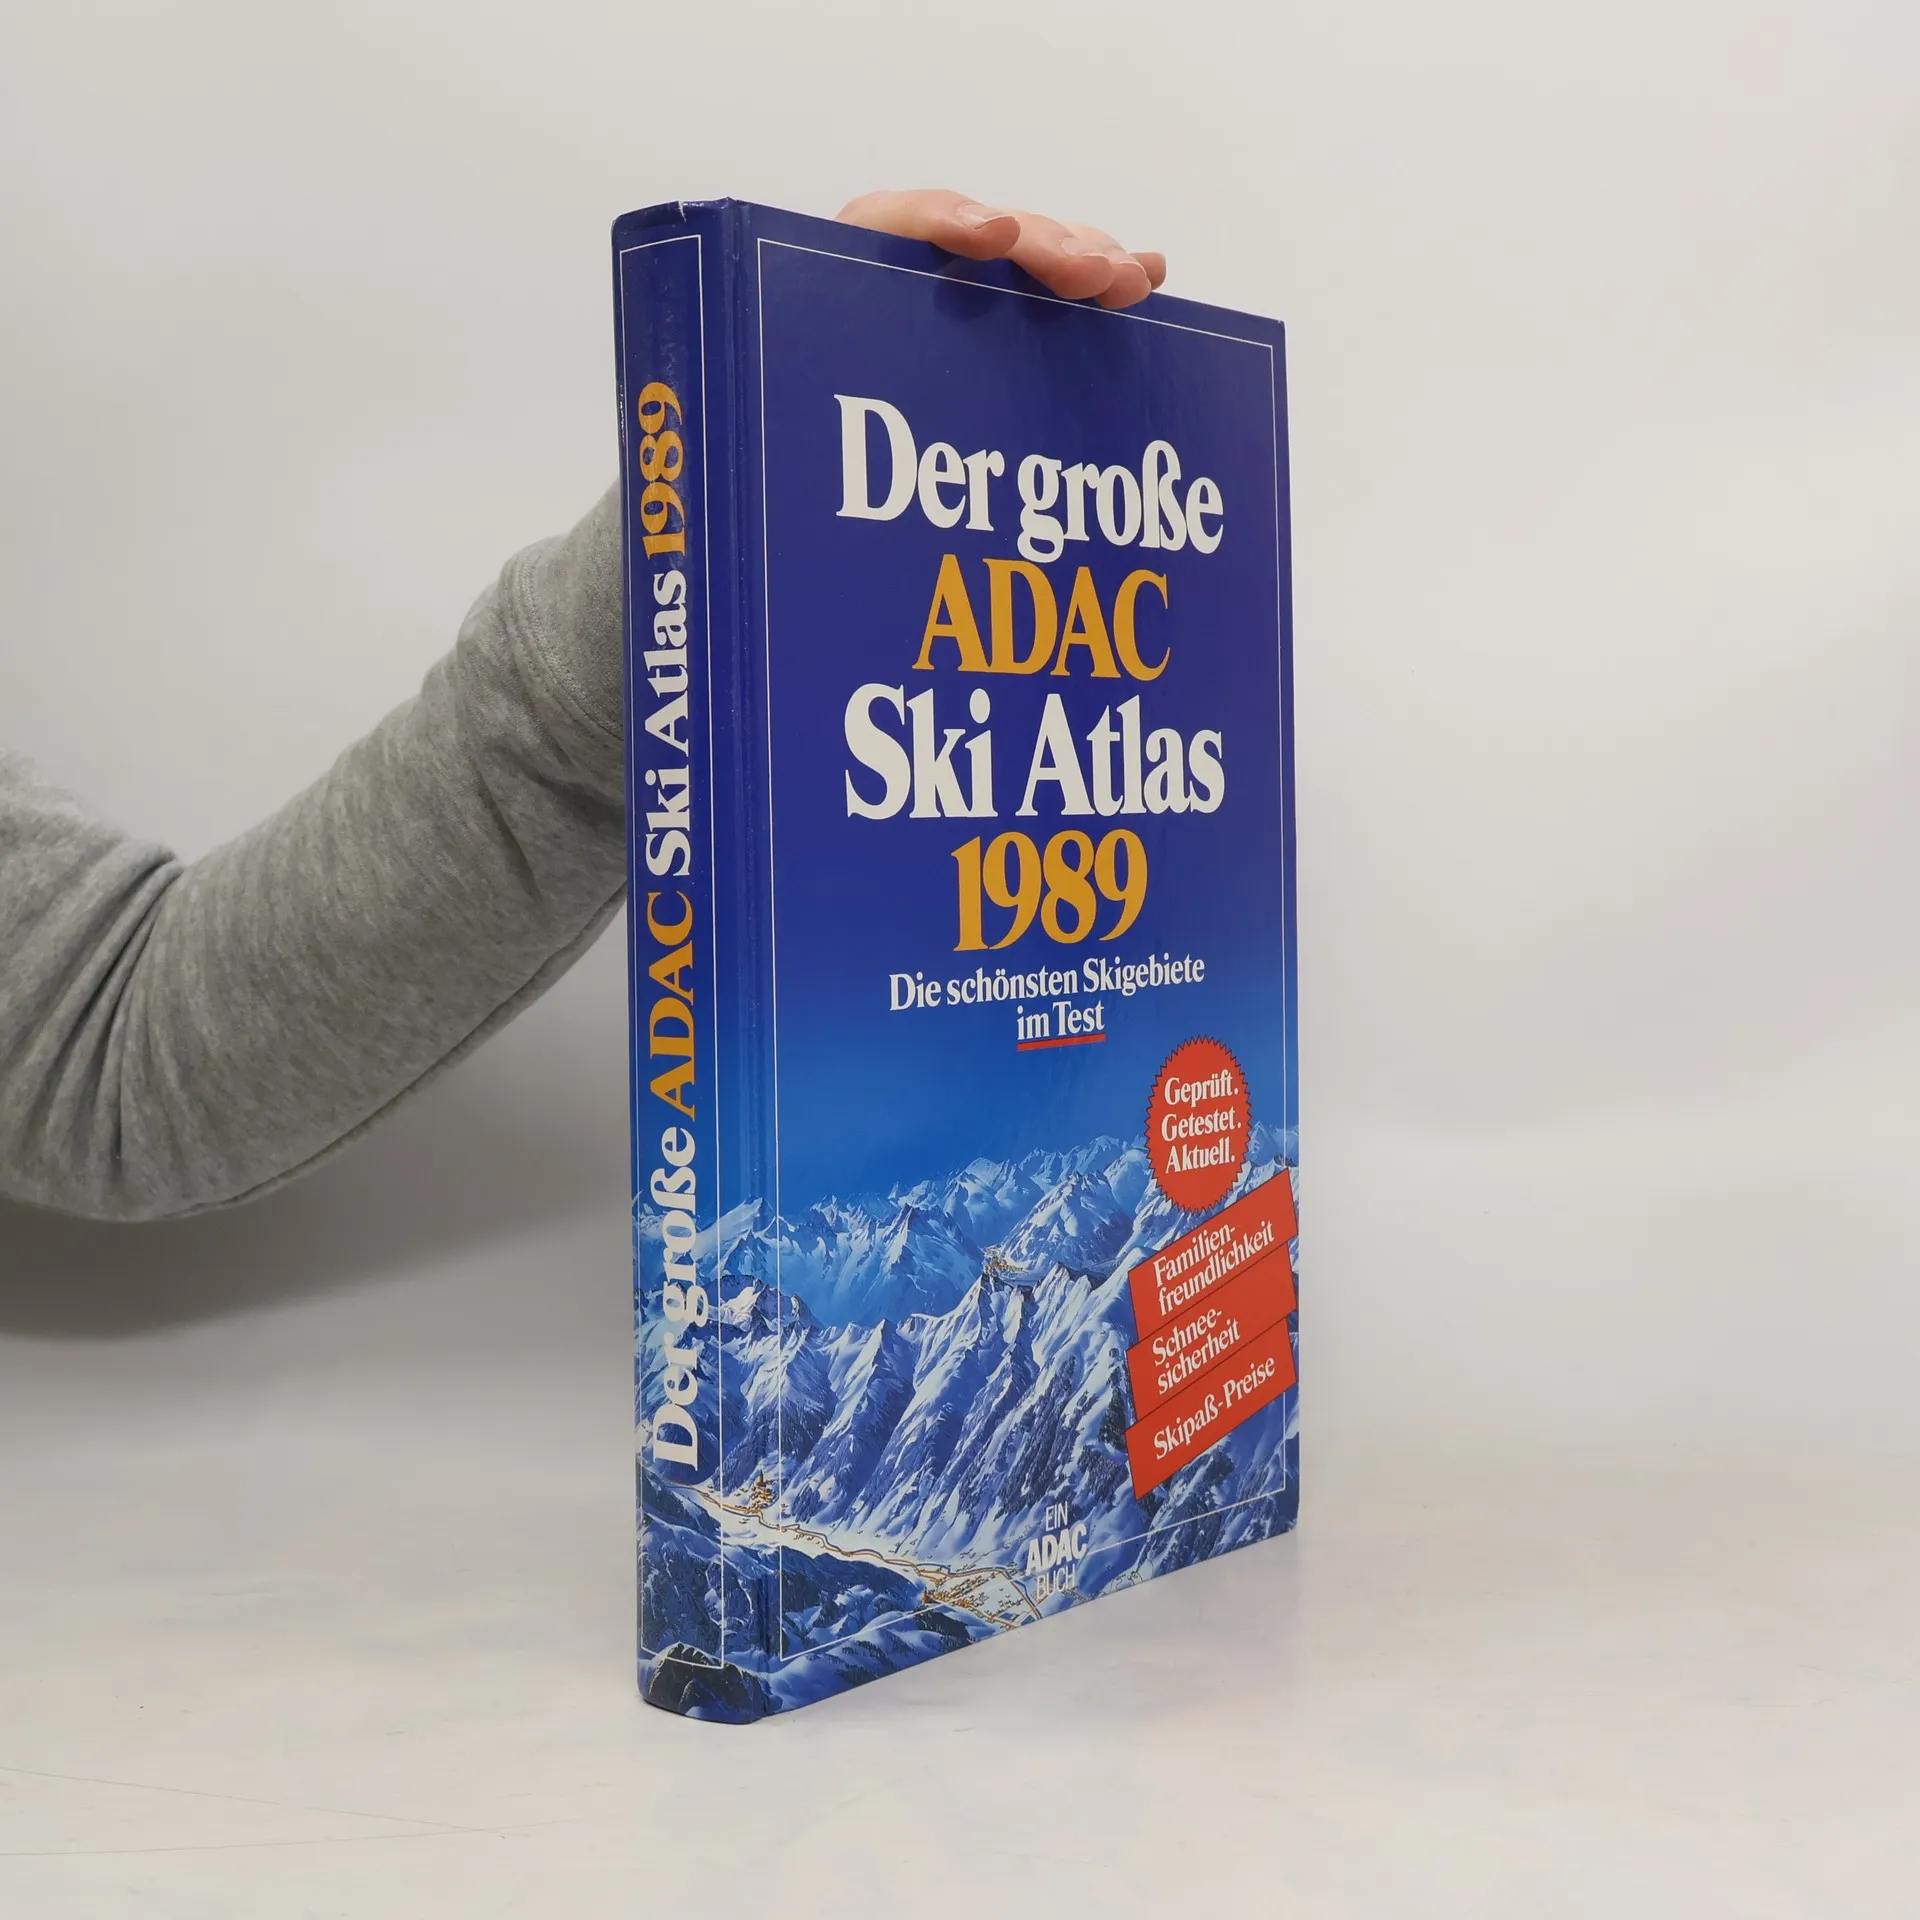 Der große ADAC Ski Atlas 1989
Der große
ADAC
Ski Atlas
1989
Die schönsten Skigebiete
im Test
Geprüft.
Getestet.
Aktuell.
Familien-
freundlichkeit
Schnee-
sicherheit
Skipaß-Preise
EIN
ADAC
BUCH